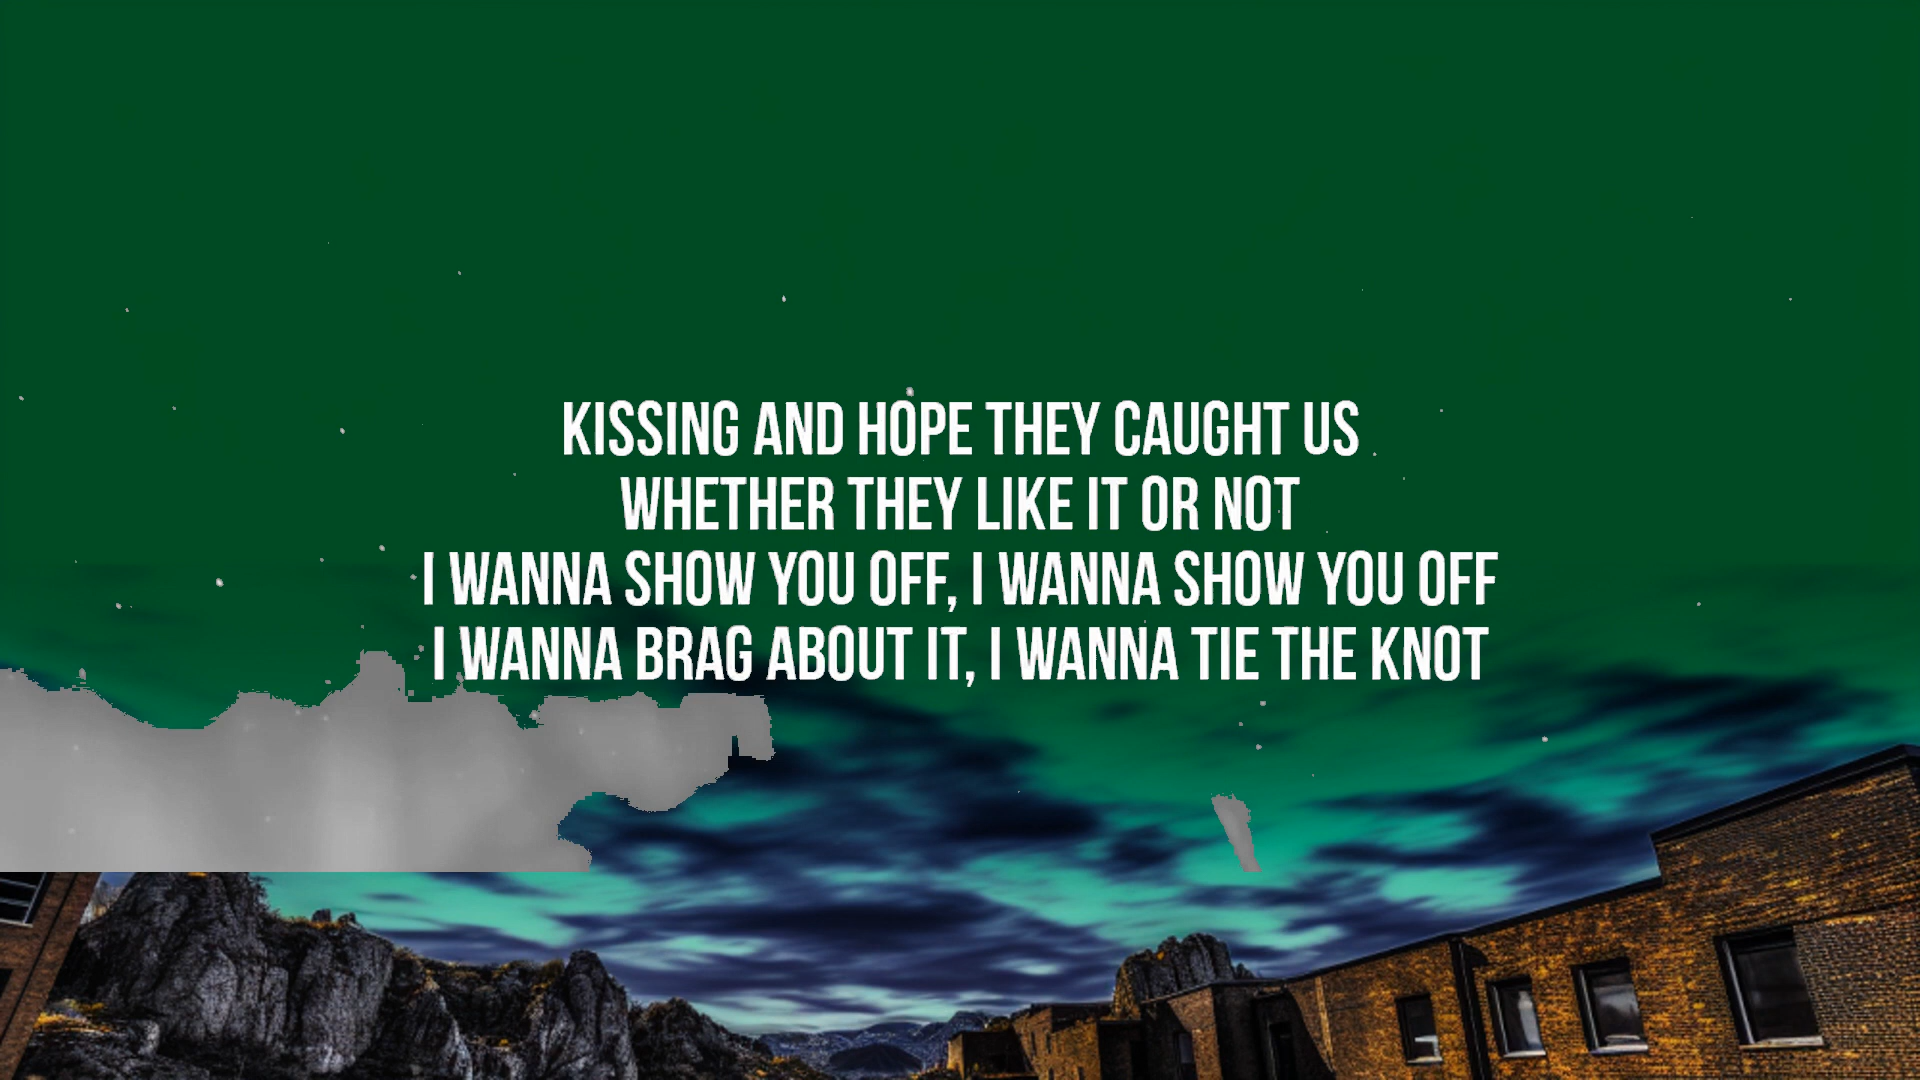 KISSING AND HOPE THEY CAUGHT US
WHETHER THEY LIKE IT OR NOT
I WANNA SHOW YOU OFF, I WANNA SHOW YOU OFF
I WANNA BRAG ABOUT IT, I WANNA TIE THE KNOT